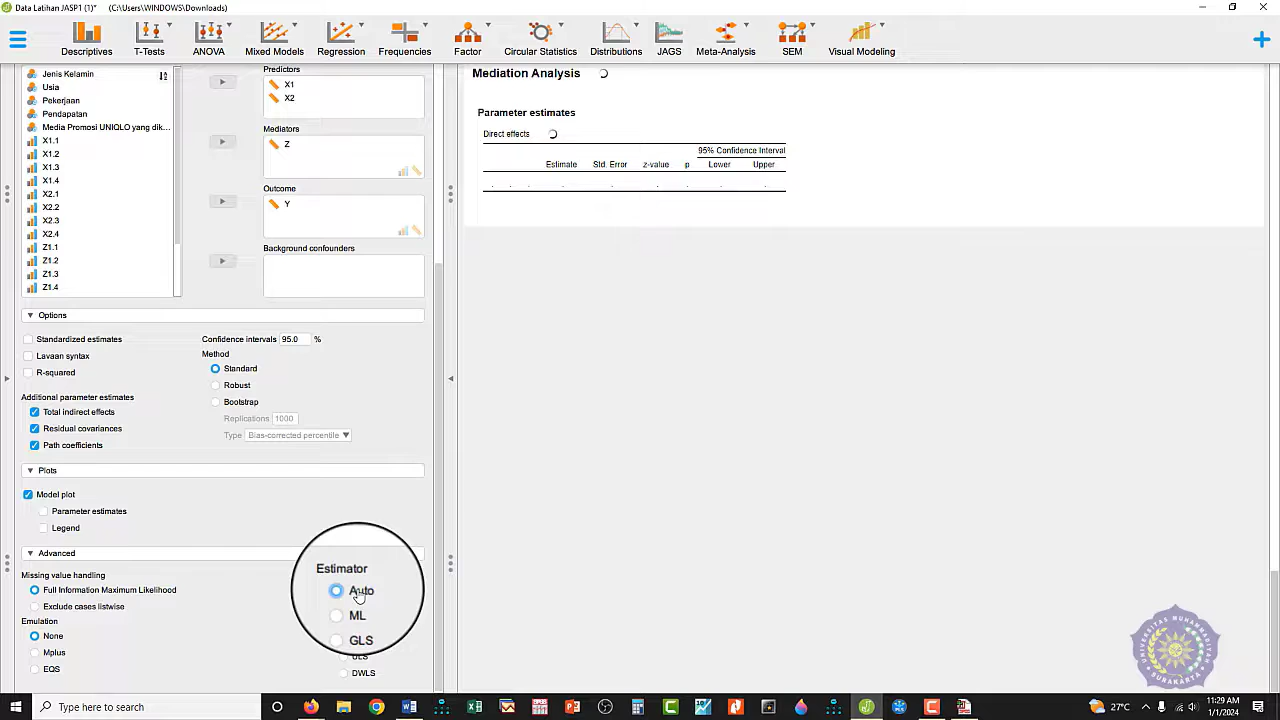 Data Latihan JASP1 (1)* (C:\Users\WINDOWS\Downloads)
Descriptives
T-Tests
ANOVA
Mixed Models
Regression
Frequencies
Factor
Circular Statistics
Distributions
JAGS
Meta-Analysis
SEM
Visual Modeling
Jenis Kelamin
Usia
Pekerjaan
Pendapatan
Media Promosi UNIQLO yang dik...
X1.1
X1.2
X1.3
X1.4
X2.1
X2.2
X2.3
X2.4
Z1.1
Z1.2
Z1.3
Z1.4
Predictors
X1
X2
Mediators
Z
Outcome
Y
Background confounders
Options
Standardized estimates
Lavaan syntax
R-squared
Additional parameter estimates
Total indirect effects
Residual covariances
Path coefficients
Confidence intervals 95.0 %
Method
Standard
Robust
Bootstrap
Replications 1000
Type Bias-corrected percentile
Plots
Model plot
Parameter estimates
Legend
Advanced
Missing value handling
Full Information Maximum Likelihood
Exclude cases listwise
Emulation
None
Mplus
EQS
Estimator
Auto
ML
GLS
ULS
DWLS
Mediation Analysis
Parameter estimates
Direct effects
95% Confidence Interval
Estimate Std. Error z-value p Lower Upper
UNIVERSITAS MUHAMMADIYAH
SURAKARTA
Type here to search
27°C
11:29 AM
1/1/2024